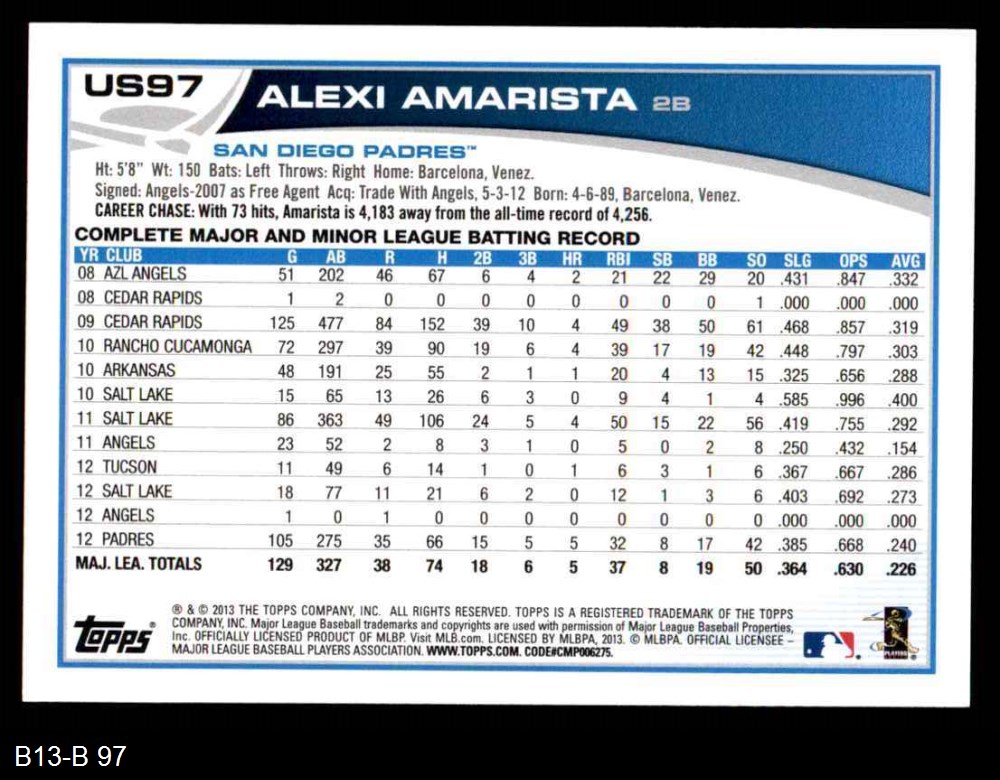 US97
ALEXI AMARISTA 2B
SAN DIEGO PADRES™
Ht: 5'8" Wt: 150 Bats: Left Throws: Right Home: Barcelona, Venez.
Signed: Angels-2007 as Free Agent Acq: Trade With Angels, 5-3-12 Born: 4-6-89, Barcelona, Venez.
CAREER CHASE: With 73 hits, Amarista is 4,183 away from the all-time record of 4,256.
COMPLETE MAJOR AND MINOR LEAGUE BATTING RECORD
YR CLUB G AB R H 2B 3B HR RBI SB BB SO SLG OPS AVG
08 AZL ANGELS 51 202 46 67 6 4 2 21 22 29 20 .431 .847 .332
08 CEDAR RAPIDS 1 2 0 0 0 0 0 0 0 0 1 .000 .000 .000
09 CEDAR RAPIDS 125 477 84 152 39 10 4 49 38 50 61 .468 .857 .319
10 RANCHO CUCAMONGA 72 297 39 90 19 6 4 39 17 19 42 .448 .797 .303
10 ARKANSAS 48 191 25 55 2 1 1 20 4 13 15 .325 .656 .288
10 SALT LAKE 15 65 13 26 6 3 0 9 4 1 4 .585 .996 .400
11 SALT LAKE 86 363 49 106 24 5 4 50 15 22 56 .419 .755 .292
11 ANGELS 23 52 2 8 3 1 0 5 0 2 8 .250 .432 .154
12 TUCSON 11 49 6 14 1 0 1 6 3 1 6 .367 .667 .286
12 SALT LAKE 18 77 11 21 6 2 0 12 1 3 6 .403 .692 .273
12 ANGELS 1 0 1 0 0 0 0 0 0 0 0 .000 .000 .000
12 PADRES 105 275 35 66 15 5 5 32 8 17 42 .385 .668 .240
MAJ. LEA. TOTALS 129 327 38 74 18 6 5 37 8 19 50 .364 .630 .226
® & © 2013 THE TOPPS COMPANY, INC. ALL RIGHTS RESERVED. TOPPS IS A REGISTERED TRADEMARK OF THE TOPPS
COMPANY, INC. Major League Baseball trademarks and copyrights are used with permission of Major League Baseball Properties,
Inc. OFFICIALLY LICENSED PRODUCT OF MLBP. Visit MLB.com. LICENSED BY MLBPA, 2013. © MLBPA. OFFICIAL LICENSEE –
MAJOR LEAGUE BASEBALL PLAYERS ASSOCIATION. WWW.TOPPS.COM. CODE#CMP006275.
Topps®
PLAYERS
B13-B 97